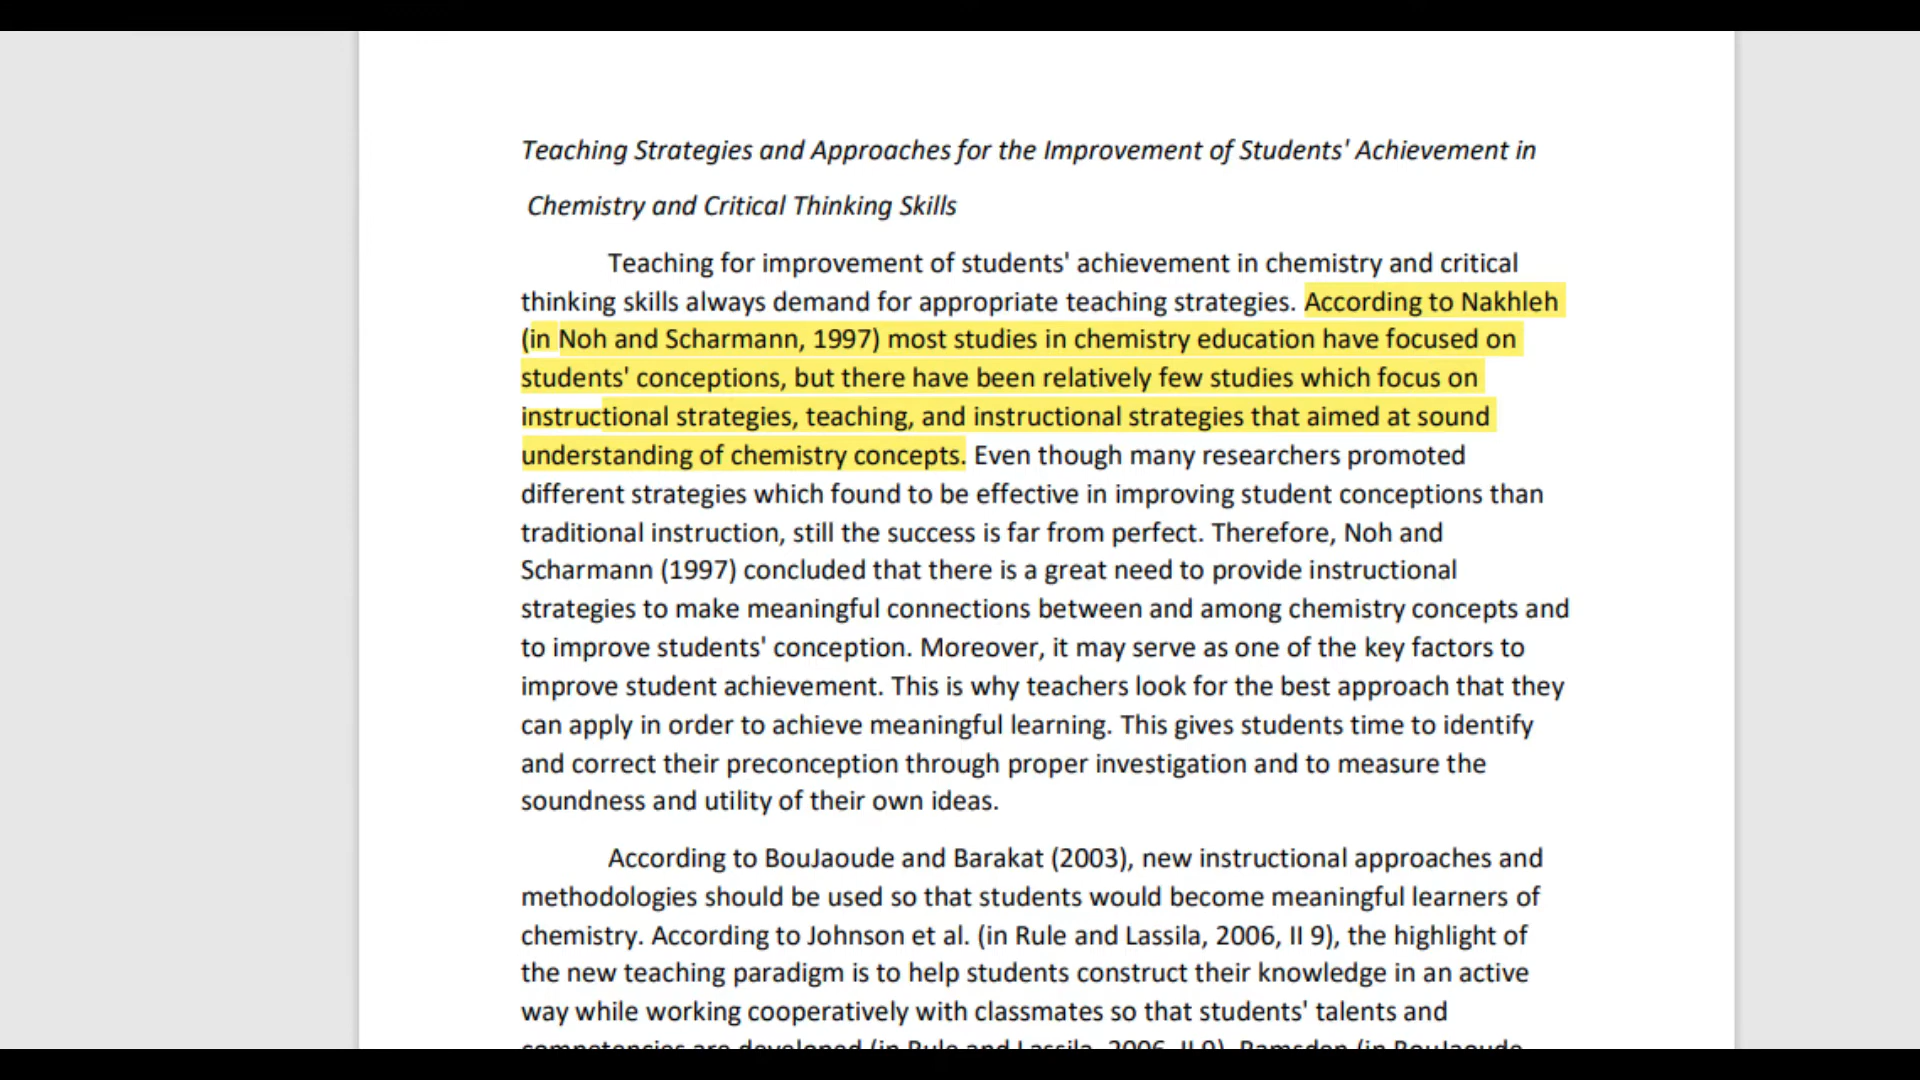 Teaching Strategies and Approaches for the Improvement of Students' Achievement in
Chemistry and Critical Thinking Skills
Teaching for improvement of students' achievement in chemistry and critical
thinking skills always demand for appropriate teaching strategies. According to Nakhleh
(in Noh and Scharmann, 1997) most studies in chemistry education have focused on
students' conceptions, but there have been relatively few studies which focus on
instructional strategies, teaching, and instructional strategies that aimed at sound
understanding of chemistry concepts. Even though many researchers promoted
different strategies which found to be effective in improving student conceptions than
traditional instruction, still the success is far from perfect. Therefore, Noh and
Scharmann (1997) concluded that there is a great need to provide instructional
strategies to make meaningful connections between and among chemistry concepts and
to improve students' conception. Moreover, it may serve as one of the key factors to
improve student achievement. This is why teachers look for the best approach that they
can apply in order to achieve meaningful learning. This gives students time to identify
and correct their preconception through proper investigation and to measure the
soundness and utility of their own ideas.
According to BouJaoude and Barakat (2003), new instructional approaches and
methodologies should be used so that students would become meaningful learners of
chemistry. According to Johnson et al. (in Rule and Lassila, 2006, II 9), the highlight of
the new teaching paradigm is to help students construct their knowledge in an active
way while working cooperatively with classmates so that students' talents and
competencies are developed (in Rule and Lassila, 2006, II 9). Ramsden (in BouJaoude